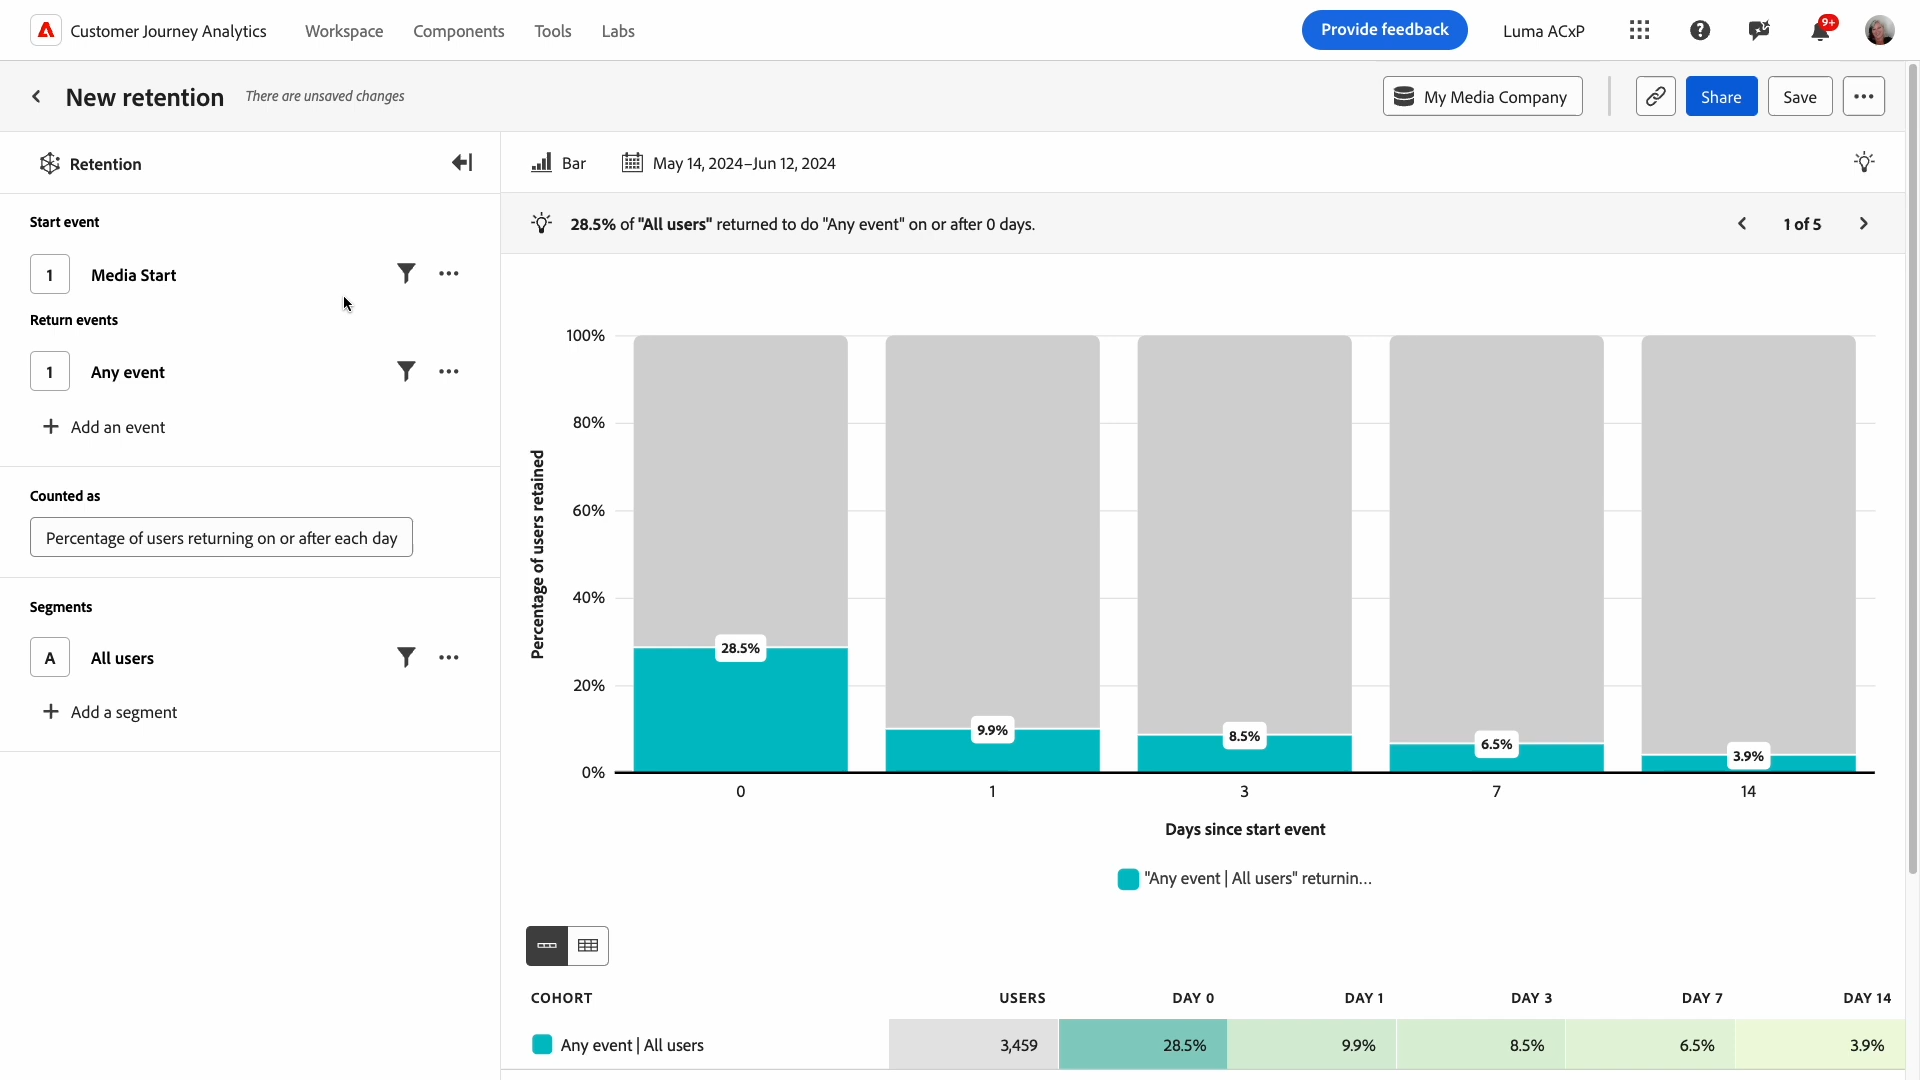 Customer Journey Analytics Workspace Components Tools Labs Provide feedback Luma ACxP 9+
New retention There are unsaved changes My Media Company Share Save
Retention
Bar May 14, 2024–Jun 12, 2024
Start event
28.5% of "All users" returned to do "Any event" on or after 0 days. 1 of 5
1 Media Start
Return events
1 Any event
Add an event
Counted as
Percentage of users returning on or after each day
Segments
A All users
Add a segment
Percentage of users retained
100%
80%
60%
40%
20%
0%
28.5% 9.9% 8.5% 6.5% 3.9%
0 1 3 7 14
Days since start event
"Any event | All users" returnin...
COHORT USERS DAY 0 DAY 1 DAY 3 DAY 7 DAY 14
Any event | All users 3,459 28.5% 9.9% 8.5% 6.5% 3.9%